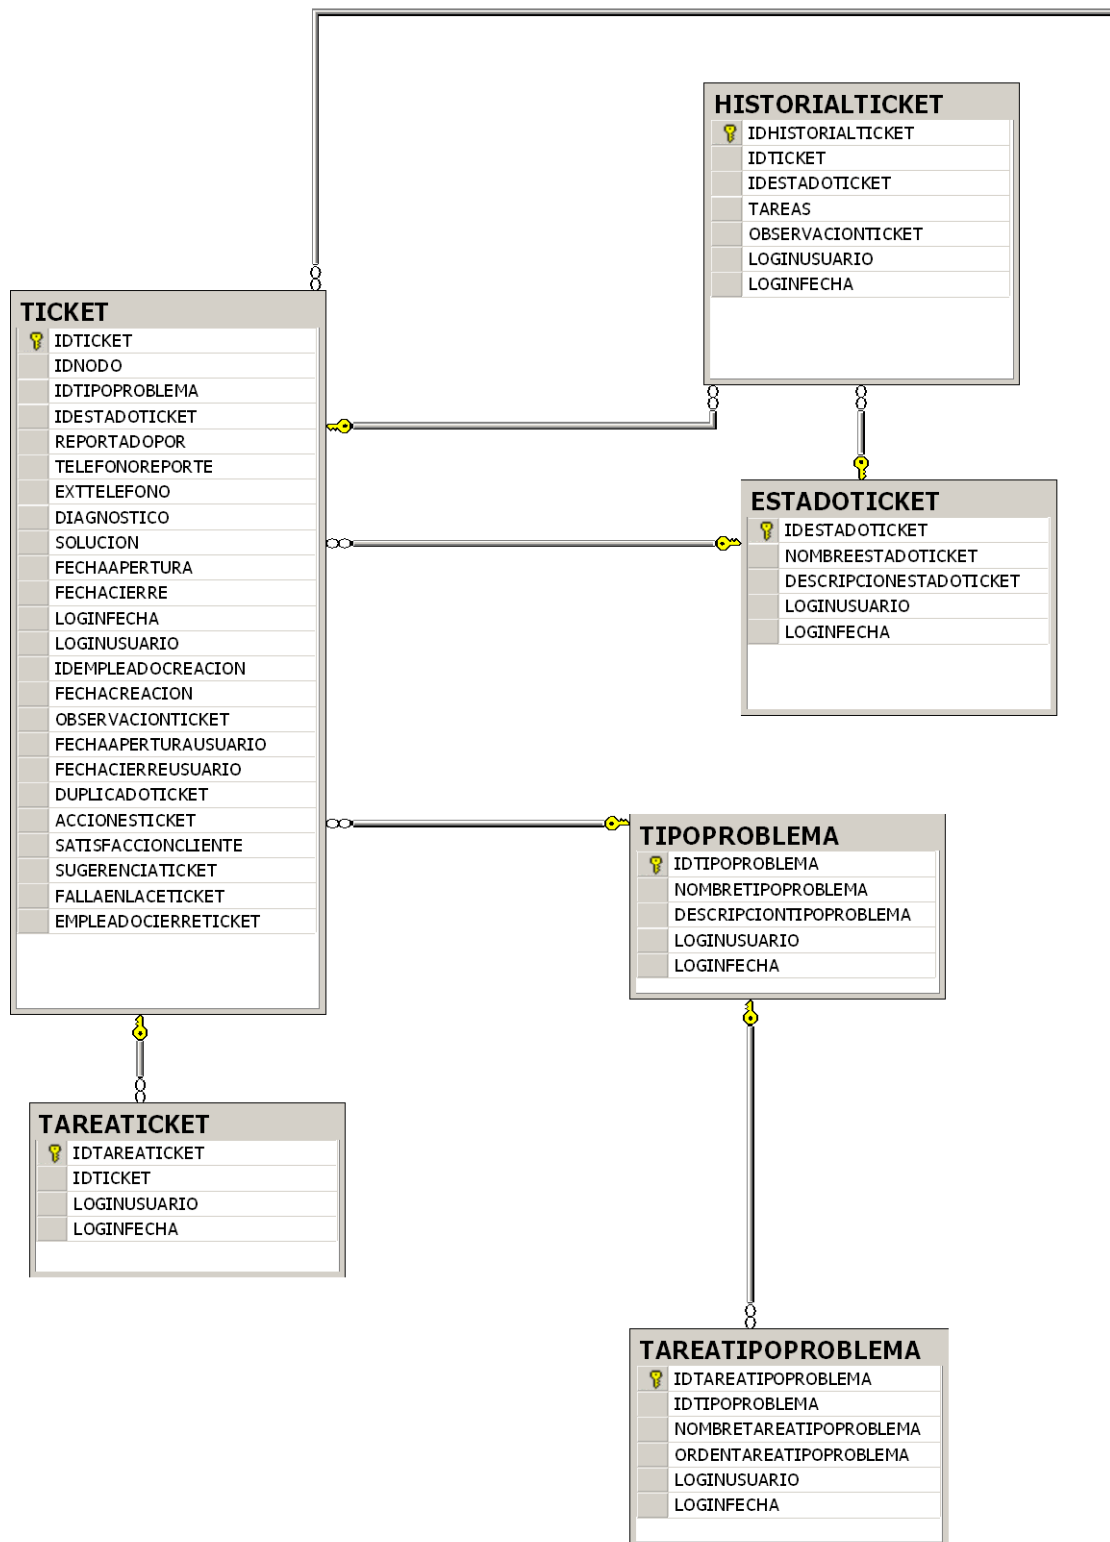 HISTORIALTICKET
IDHISTORIALTICKET
IDTICKET
IDESTADOTICKET
TAREAS
OBSERVACIONTICKET
LOGINUSUARIO
LOGINFECHA
TICKET
IDTICKET
IDNODO
IDTIPOPROBLEMA
IDESTADOTICKET
REPORTADOPOR
TELEFONOREPORTE
EXTTELEFONO
DIAGNOSTICO
SOLUCION
FECHAAPERTURA
FECHACIERRE
LOGINFECHA
LOGINUSUARIO
IDEMPLEADOCREACION
FECHACREACION
OBSERVACIONTICKET
FECHAAPERTURAUSUARIO
FECHACIERREUSUARIO
DUPLICADOTICKET
ACCIONESTICKET
SATISFACCIONCLIENTE
SUGERENCIATICKET
FALLAENLACETICKET
EMPLEADOCIERRETICKET
ESTADOTICKET
IDESTADOTICKET
NOMBREESTADOTICKET
DESCRIPCIONESTADOTICKET
LOGINUSUARIO
LOGINFECHA
TIPOPROBLEMA
IDTIPOPROBLEMA
NOMBRETIPOPROBLEMA
DESCRIPCIONTIPOPROBLEMA
LOGINUSUARIO
LOGINFECHA
TAREATICKET
IDTAREATICKET
IDTICKET
LOGINUSUARIO
LOGINFECHA
TAREATIPOPROBLEMA
IDTAREATIPOPROBLEMA
IDTIPOPROBLEMA
NOMBRETAREATIPOPROBLEMA
ORDENTAREATIPOPROBLEMA
LOGINUSUARIO
LOGINFECHA